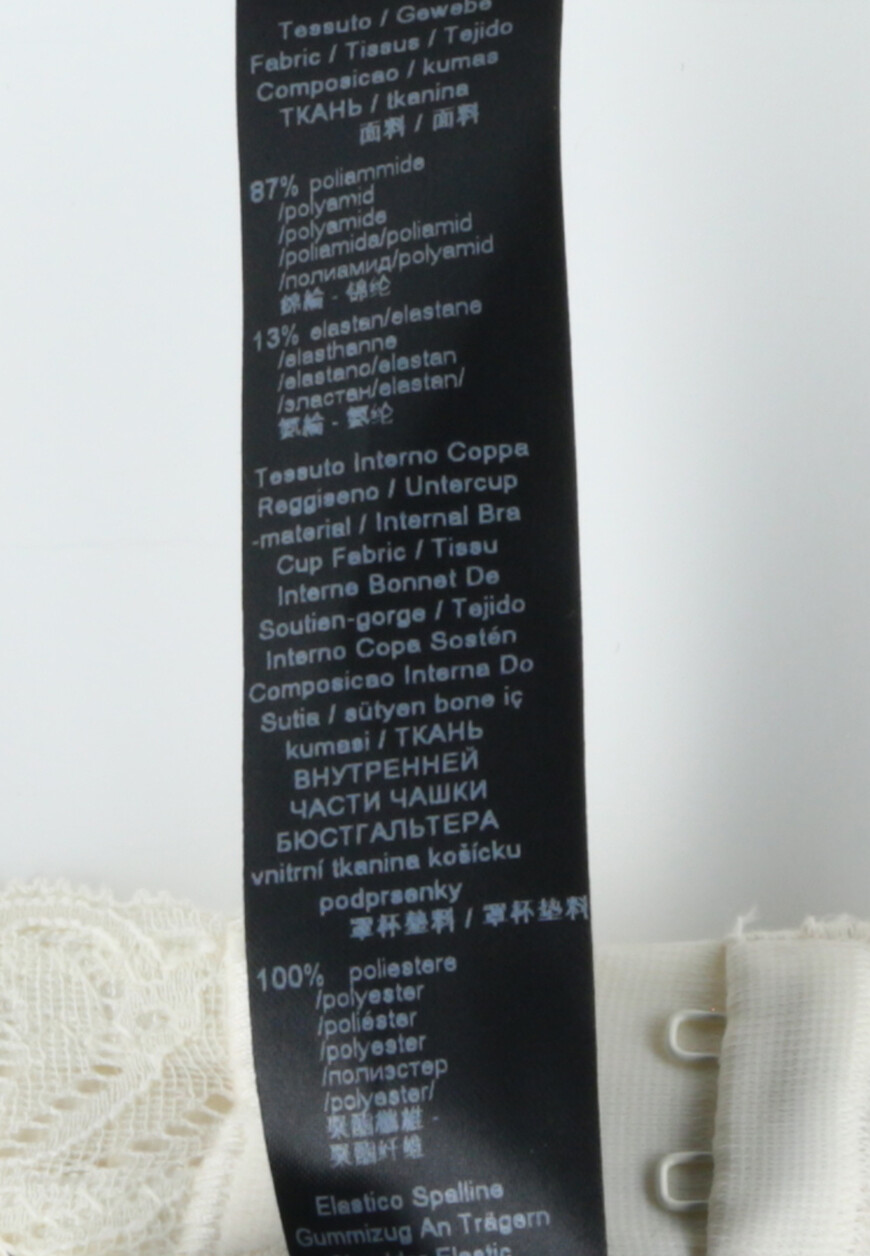 Tessuto / Gewebe
Fabric / Tissus / Tejido
Composicao / kumas
ТКАНЬ / tkanina
面料 / 面料
87% poliammide
/polyamid
/polyamide
/poliamida/poliamid
/полиамид/polyamid
錦綸 - 锦纶
13% elastan/elastane
/elasthanne
/elastano/elastan
/эластан/elastan/
氨綸 - 氨纶
Tessuto Interno Coppa
Reggiseno / Untercup
-material / Internal Bra
Cup Fabric / Tissu
Interne Bonnet De
Soutien-gorge / Tejido
Interno Copa Sostén
Composicao Interna Do
Sutia / sütyen bone iç
kumasi / ТКАНЬ
ВНУТРЕННЕЙ
ЧАСТИ ЧАШКИ
БЮСТГАЛЬТЕРА
vnitrní tkanina košícku
podprsenky
罩杯墊料 / 罩杯垫料
100% poliestere
/polyester
/poliéster
/polyester
/полиэстер
/polyester/
聚酯纖維 -
聚酯纤维
Elastico Spalline
Gummizug An Trägern
Elastic